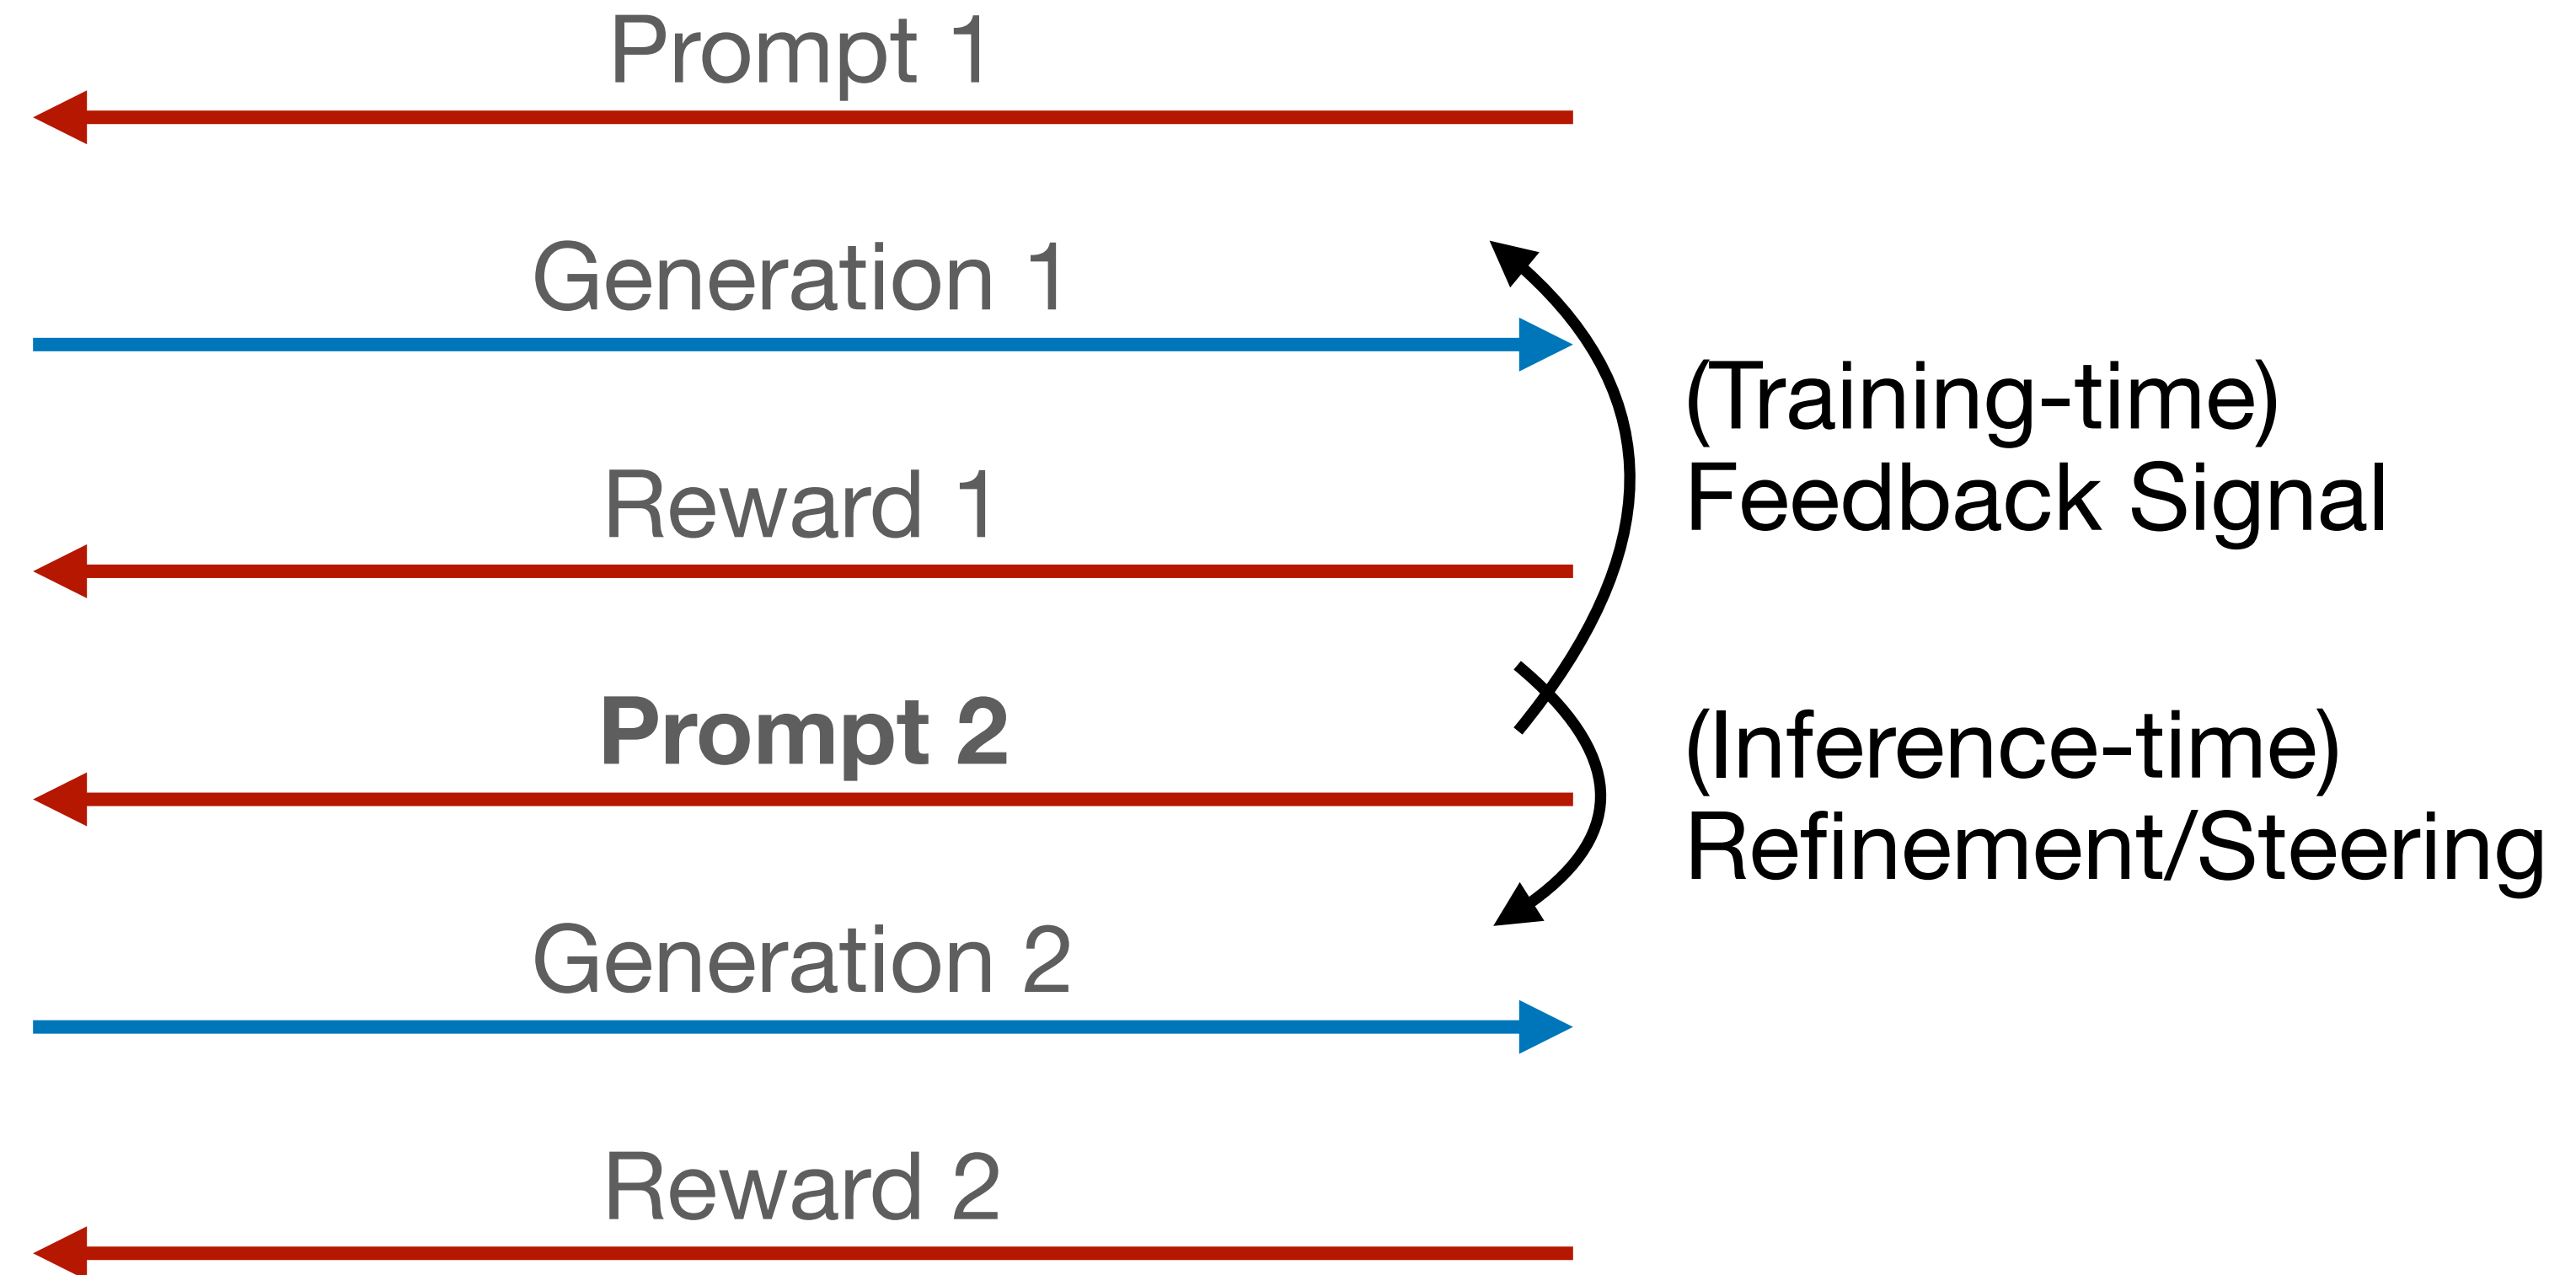 Prompt 1
Generation 1
(Training-time)
Feedback Signal
Reward 1
Prompt 2
(Inference-time)
Refinement/Steering
Generation 2
Reward 2